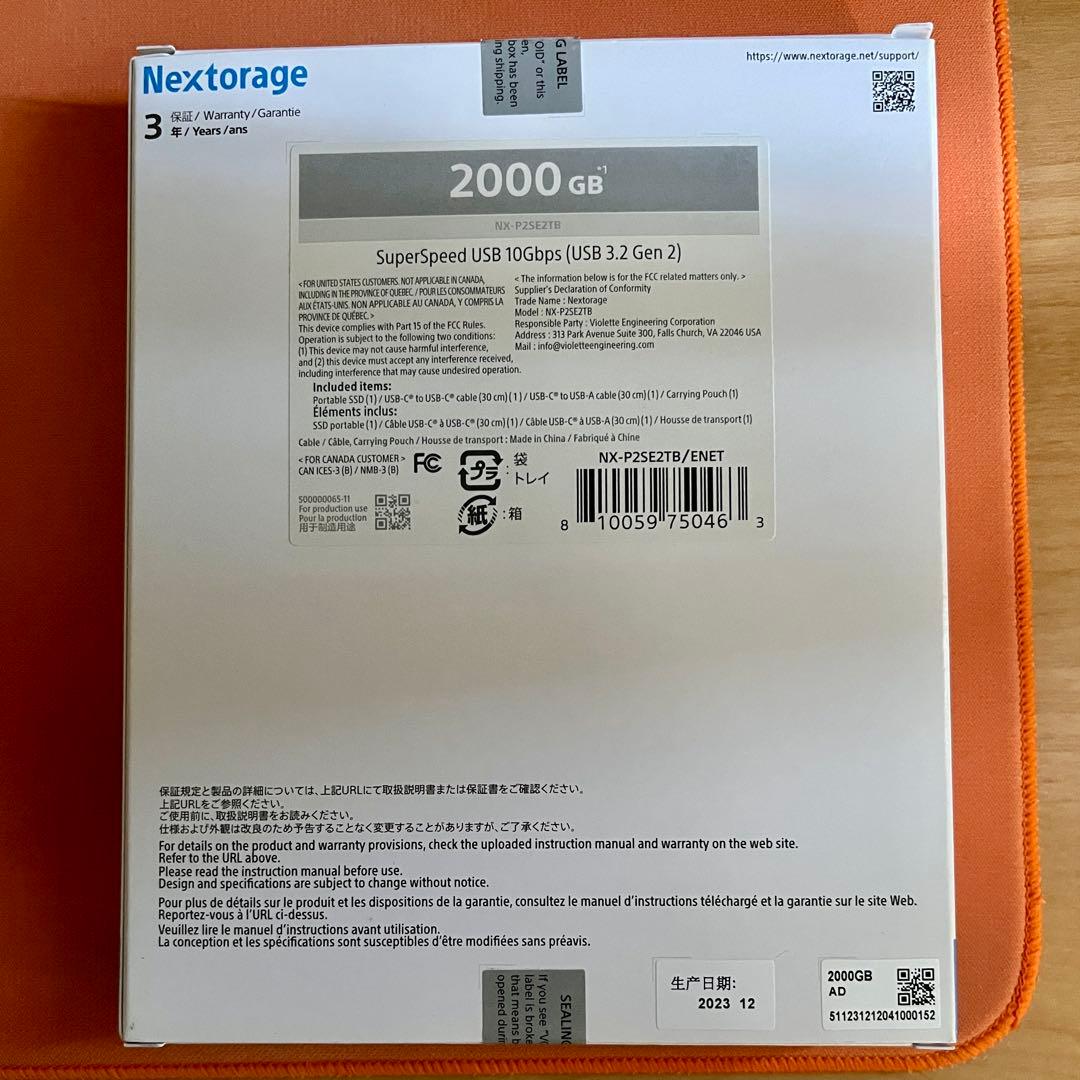 Nextorage
3 保証 / Warranty / Garantie
年 / Years / ans
G LABEL
OID" or this
en,
box has been
ng shipping.
https://www.nextorage.net/support/
2000 GB*1
NX-P2SE2TB
SuperSpeed USB 10Gbps (USB 3.2 Gen 2)
< FOR UNITED STATES CUSTOMERS. NOT APPLICABLE IN CANADA,
INCLUDING IN THE PROVINCE OF QUEBEC. / POUR LES CONSOMMATEURS
AUX ÉTATS-UNIS. NON APPLICABLE AU CANADA, Y COMPRIS LA
PROVINCE DE QUÉBEC. >
This device complies with Part 15 of the FCC Rules.
Operation is subject to the following two conditions:
(1) This device may not cause harmful interference,
and (2) this device must accept any interference received,
including interference that may cause undesired operation.
< The information below is for the FCC related matters only. >
Supplier's Declaration of Conformity
Trade Name : Nextorage
Model : NX-P2SE2TB
Responsible Party : Violette Engineering Corporation
Address : 313 Park Avenue Suite 300, Falls Church, VA 22046 USA
Mail : info@violetteengineering.com
Included items:
Portable SSD (1) / USB-C® to USB-C® cable (30 cm) (1) / USB-C® to USB-A cable (30 cm) (1) / Carrying Pouch (1)
Éléments inclus:
SSD portable (1) / Câble USB-C® à USB-C® (30 cm) (1) / Câble USB-C® à USB-A (30 cm) (1) / Housse de transport (1)
Cable / Câble, Carrying Pouch / Housse de transport : Made in China / Fabriqué à Chine
< FOR CANADA CUSTOMER >
CAN ICES-3 (B) / NMB-3 (B)
FC
プラ : 袋
トレイ
紙 : 箱
S00000065-11
For production use
Pour la production
用于制造用途
NX-P2SE2TB/ENET
8 10059 75046 3
保証規定と製品の詳細については、上記URLにて取扱説明書または保証書をご確認ください。
上記URLをご参照ください。
ご使用前に、取扱説明書をお読みください。
仕様および外観は改良のため予告することなく変更することがありますが、ご了承ください。
For details on the product and warranty provisions, check the uploaded instruction manual and warranty on the web site.
Refer to the URL above.
Please read the instruction manual before use.
Design and specifications are subject to change without notice.
Pour plus de détails sur le produit et les dispositions de la garantie, consultez le manuel d'instructions téléchargé et la garantie sur le site Web.
Reportez-vous à l'URL ci-dessus.
Veuillez lire le manuel d'instructions avant utilisation.
La conception et les spécifications sont susceptibles d'être modifiées sans préavis.
SEALING
If you see "VO
label is broke
that means b
opened durin
生产日期:
2023 12
2000GB
AD
511231212041000152